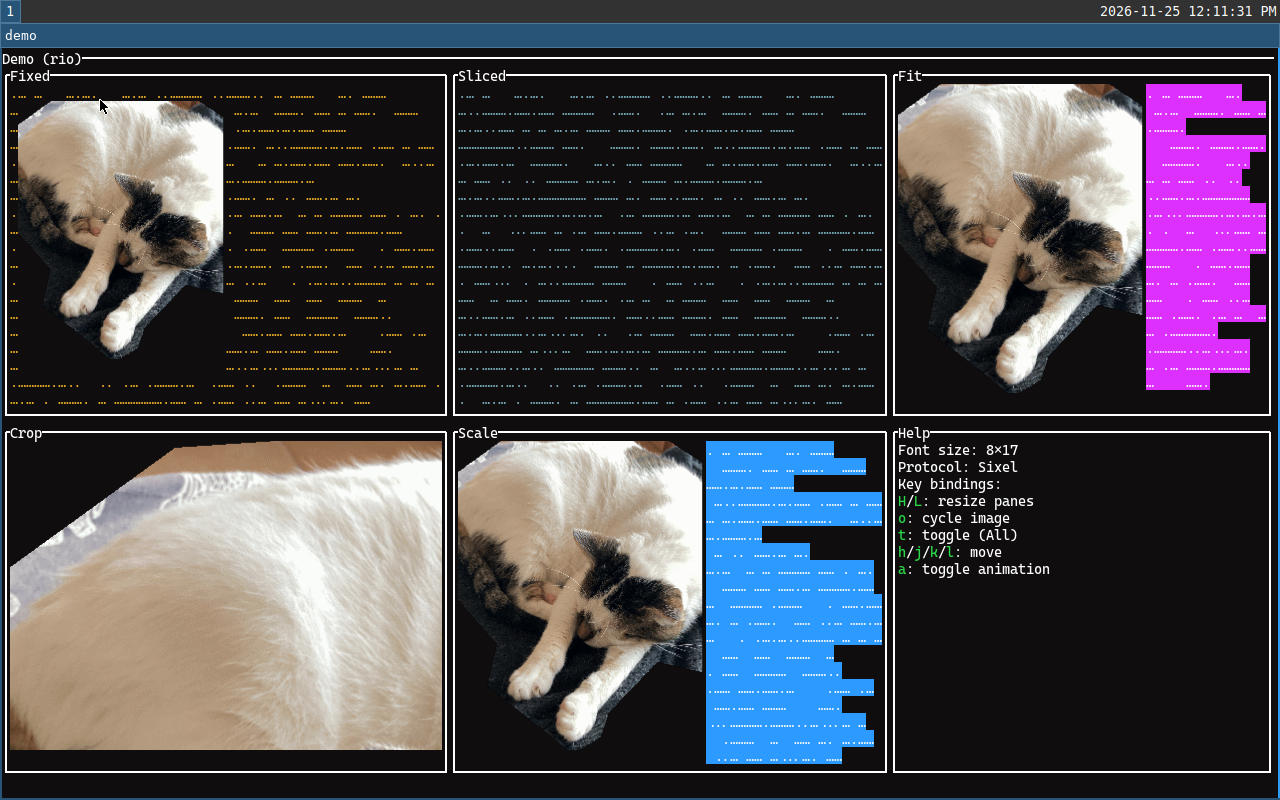 1
2026-11-25 12:11:31 PM
demo
Demo (rio)
Fixed
Sliced
Fit
Crop
Scale
Help
Font size: 8×17
Protocol: Sixel
Key bindings:
H/L: resize panes
o: cycle image
t: toggle (All)
h/j/k/l: move
a: toggle animation